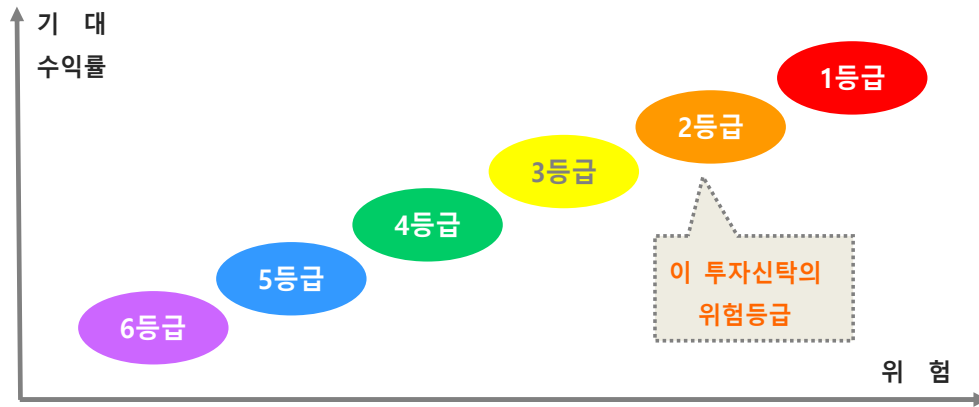 기 대
수익률
1등급
2등급
3등급
4등급
5등급
6등급
이 투자신탁의
위험등급
위 험